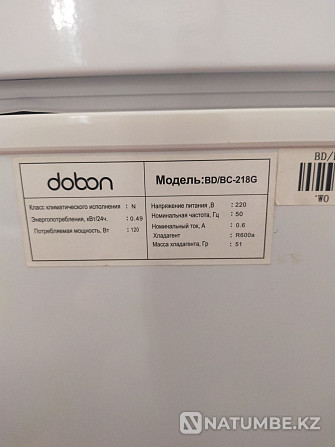 dobon
Модель:BD/BC-218G
Класс климатического исполнения : N
Энергопотребления, кВт/24ч. : 0.49
Потребляемая мощность, Вт : 120
Напряжение питания ,В : 220
Номинальная частота, Гц : 50
Номинальный ток, А : 0.6
Хладагент : R600a
Масса хладагента, Гр : 51
BD/
OW.
NATUMBE.KZ